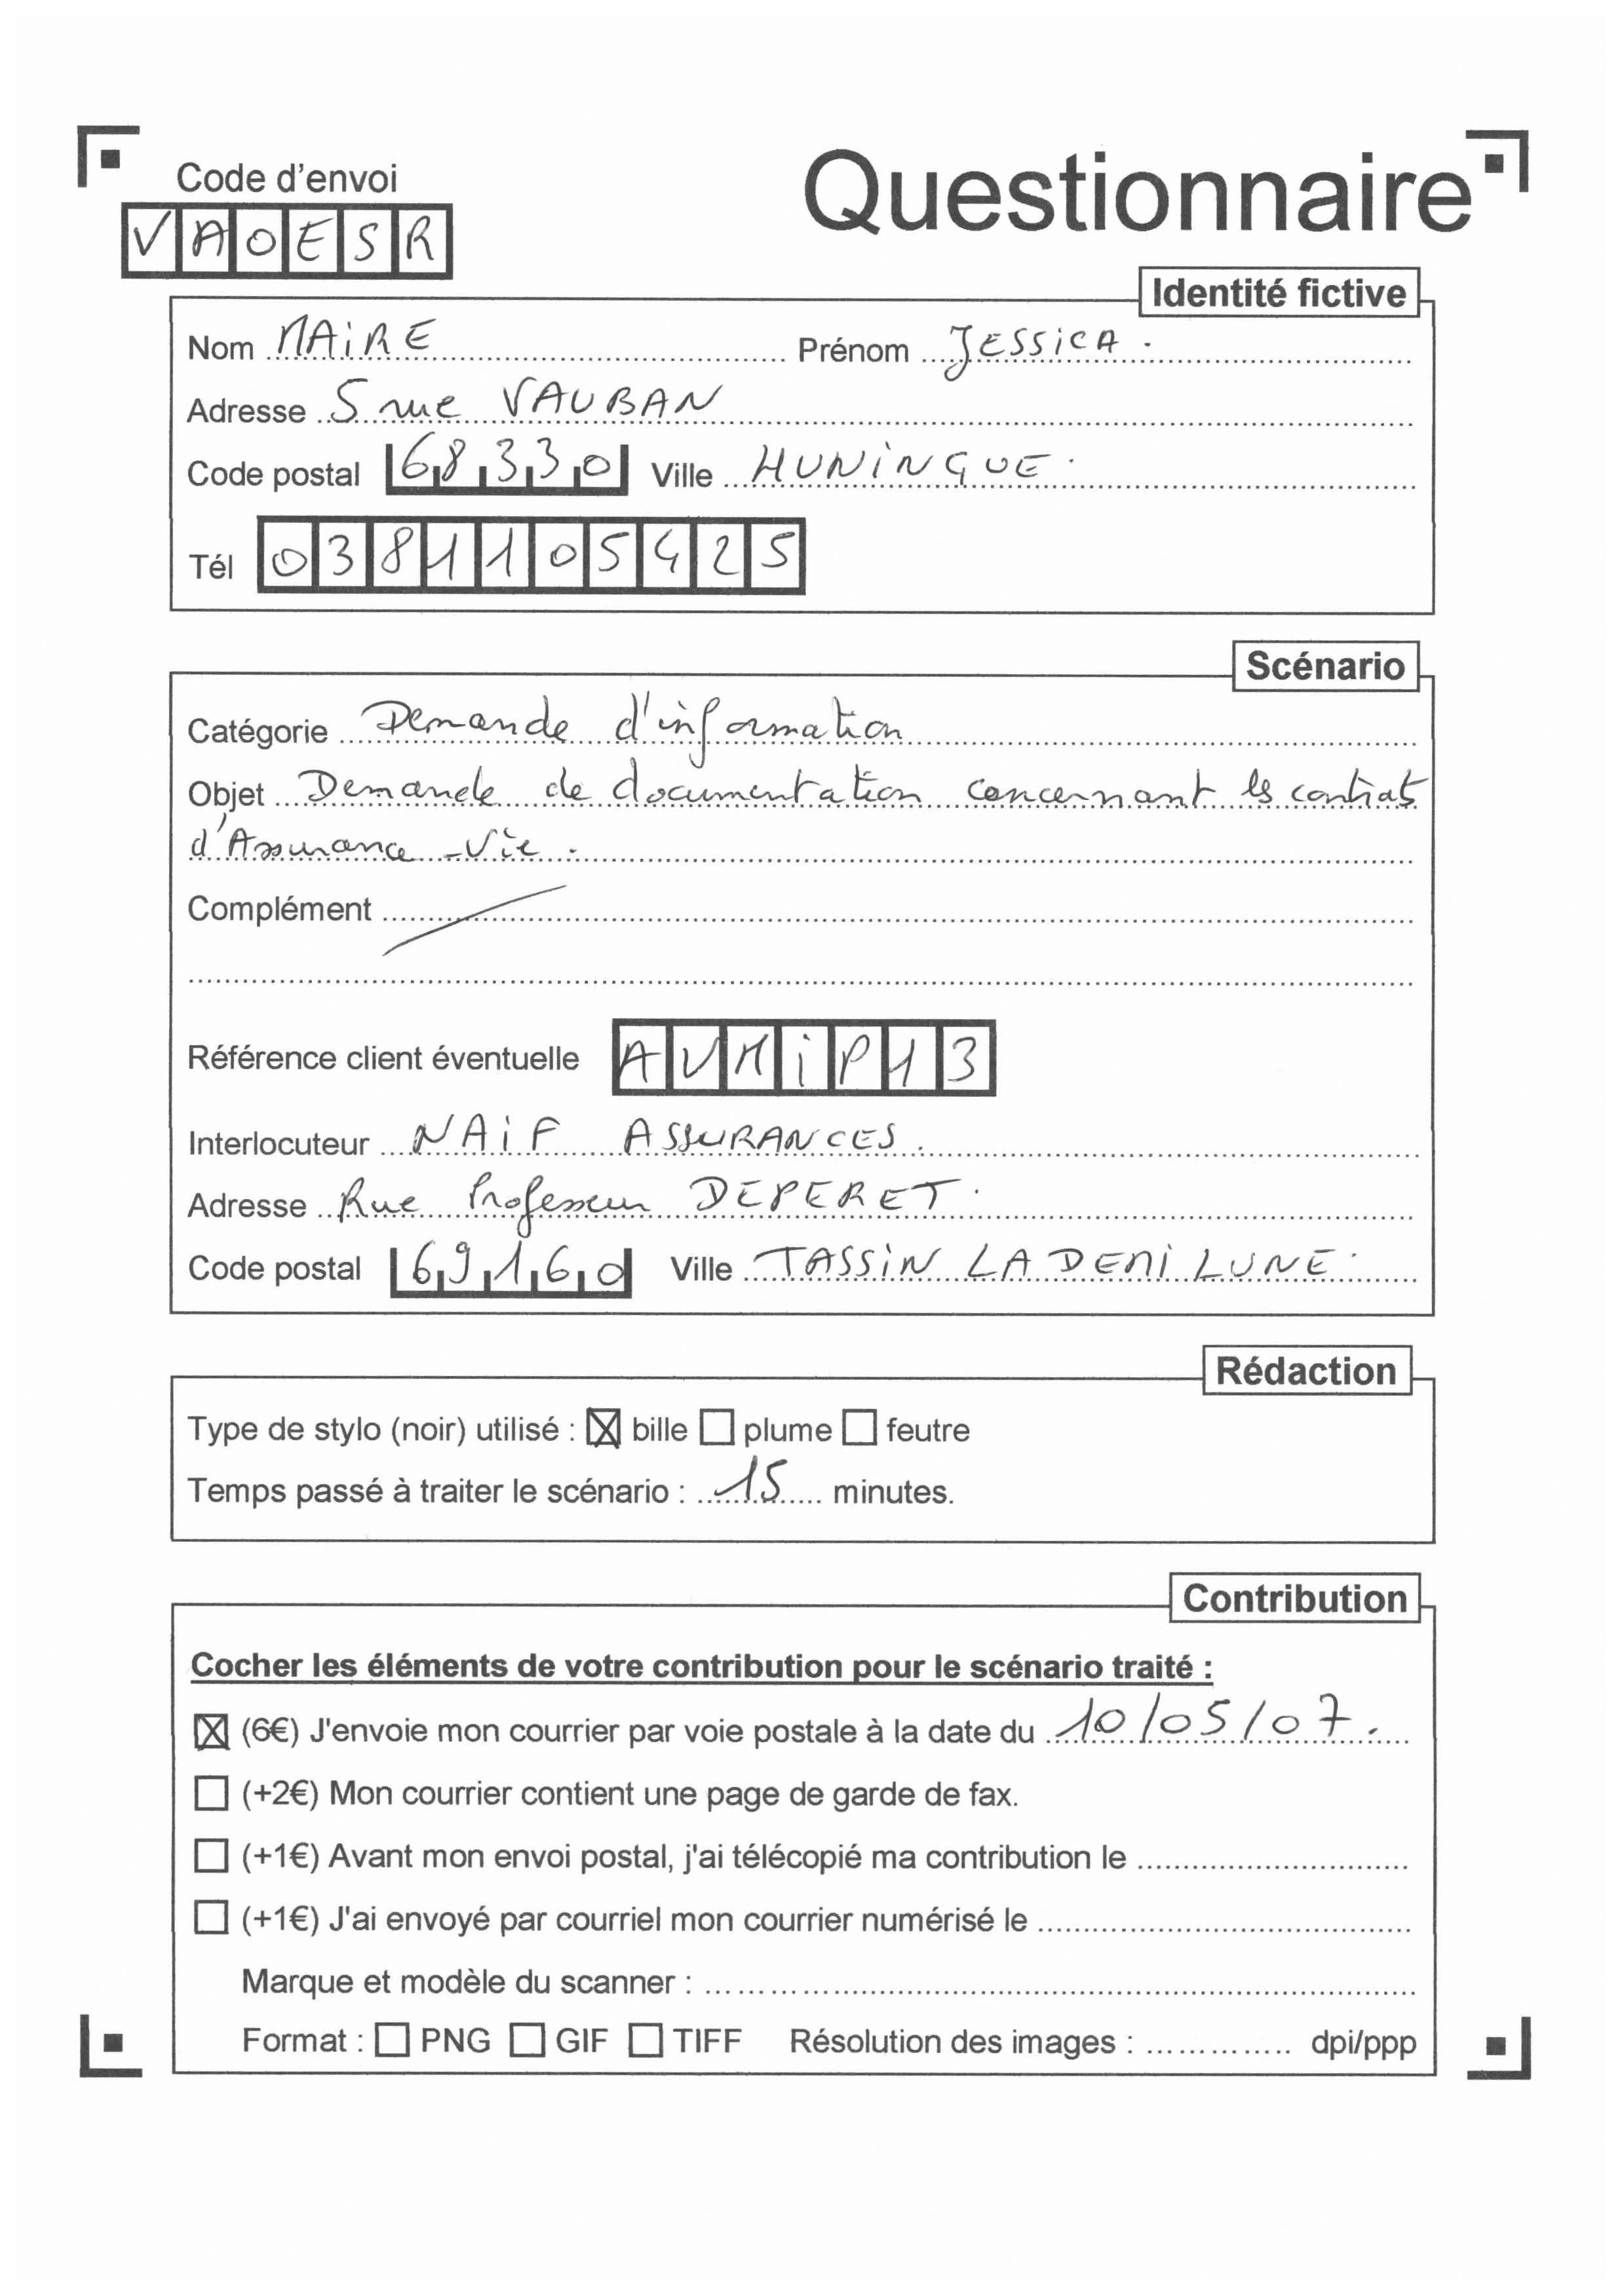 Code d'envoi
Questionnaire
VAOESR
Identité fictive
Nom MAIRE Prénom JESSICA.
Adresse 5 rue VAUBAN
Code postal 68330 Ville HUNINGUE.
Tél 0381105425
Scénario
Catégorie Demande d'information
Objet Demande de documentation concernant les contrats
d'Assurance-Vie.
Complément
Référence client éventuelle AVMIP13
Interlocuteur NAIF ASSURANCES.
Adresse Rue Professeur DEPERET.
Code postal 69160 Ville TASSIN LA DEMI LUNE.
Rédaction
Type de stylo (noir) utilisé : ☒ bille ☐ plume ☐ feutre
Temps passé à traiter le scénario : 15 minutes.
Contribution
Cocher les éléments de votre contribution pour le scénario traité :
☒ (6€) J'envoie mon courrier par voie postale à la date du 10/05/07.
☐ (+2€) Mon courrier contient une page de garde de fax.
☐ (+1€) Avant mon envoi postal, j'ai télécopié ma contribution le
☐ (+1€) J'ai envoyé par courriel mon courrier numérisé le
Marque et modèle du scanner :
Format : ☐ PNG ☐ GIF ☐ TIFF Résolution des images : dpi/ppp